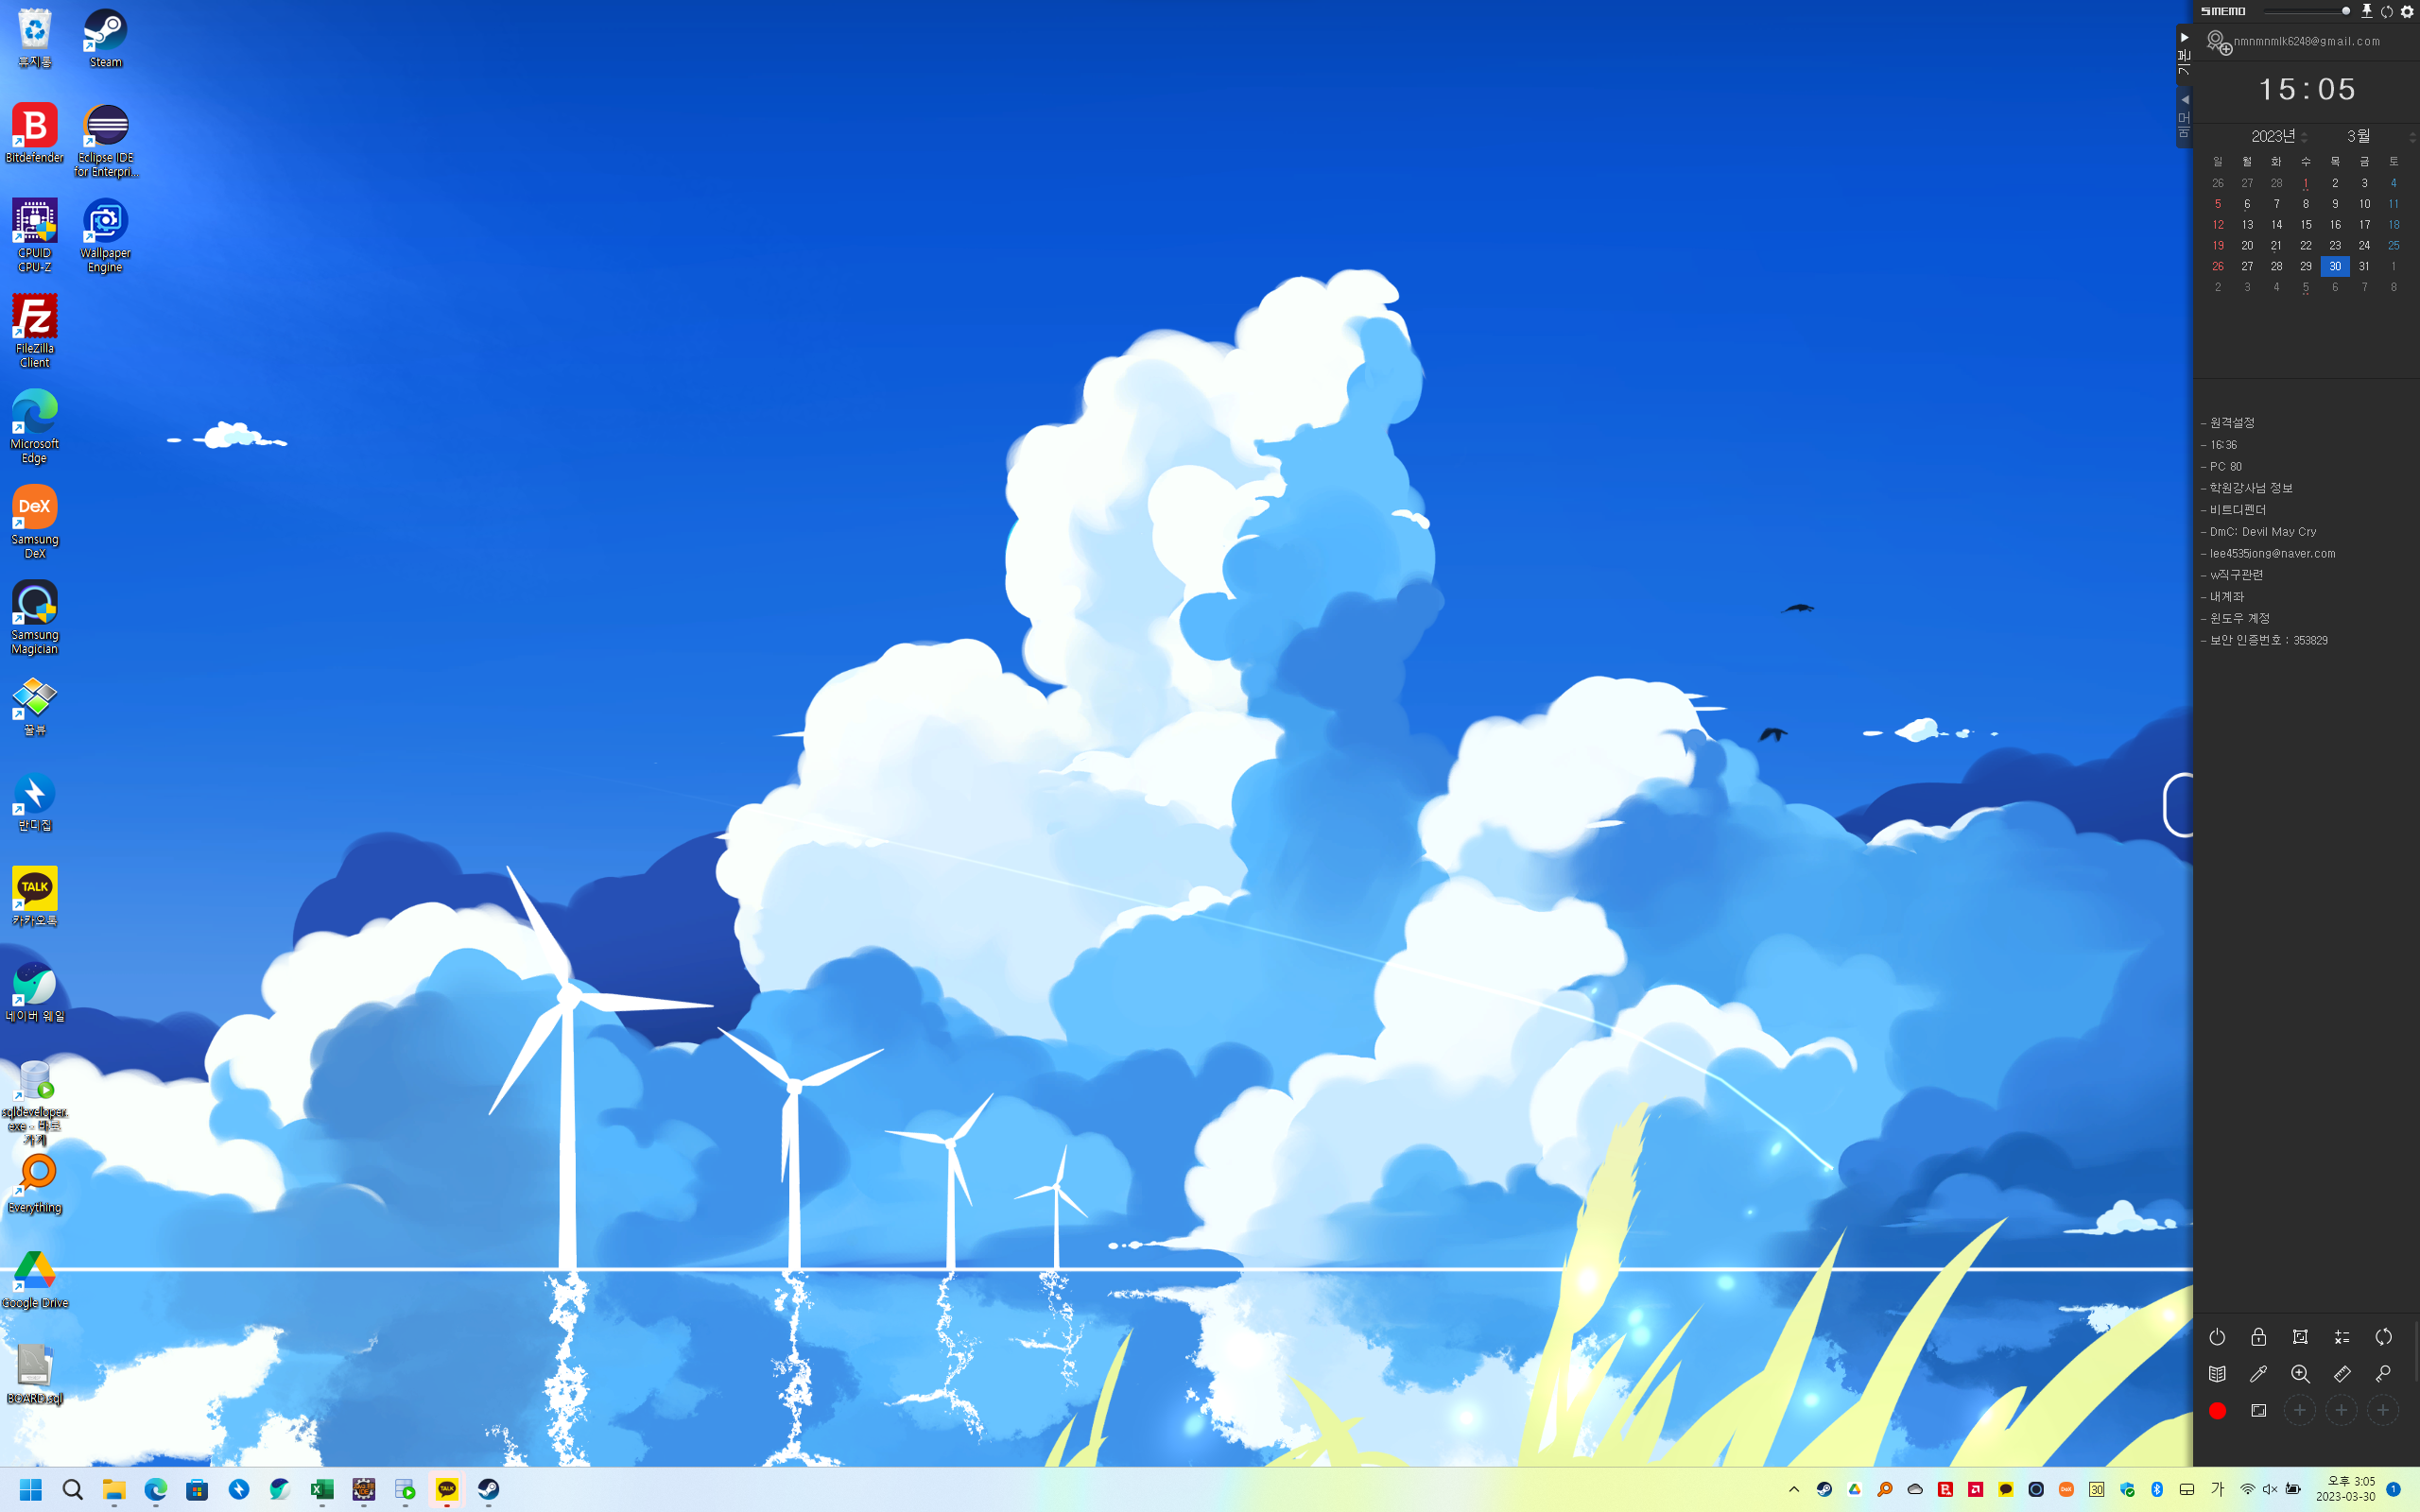 휴지통
Steam
Bitdefender
Eclipse IDE
for Enterpri...
CPUID
CPU-Z
Wallpaper
Engine
FileZilla
Client
Microsoft
Edge
DeX
Samsung
DeX
Samsung
Magician
꿀뷰
반디집
TALK
카카오톡
네이버 웨일
sqldeveloper.
exe - 바로
가기
Everything
Google Drive
BOARD.sql
SMEMO
nmnmnmlk6248@gmail.com
기본
메뉴
15:05
2023년 3월
일 월 화 수 목 금 토
26 27 28 1 2 3 4
5 6 7 8 9 10 11
12 13 14 15 16 17 18
19 20 21 22 23 24 25
26 27 28 29 30 31 1
2 3 4 5 6 7 8
- 원격설정
- 16:36
- PC 80
- 학원강사님 정보
- 비트디펜더
- DmC: Devil May Cry
- lee4535jong@naver.com
- w직구관련
- 내계좌
- 윈도우 계정
- 보안 인증번호 : 353829
가
오후 3:05
2023-03-30
1